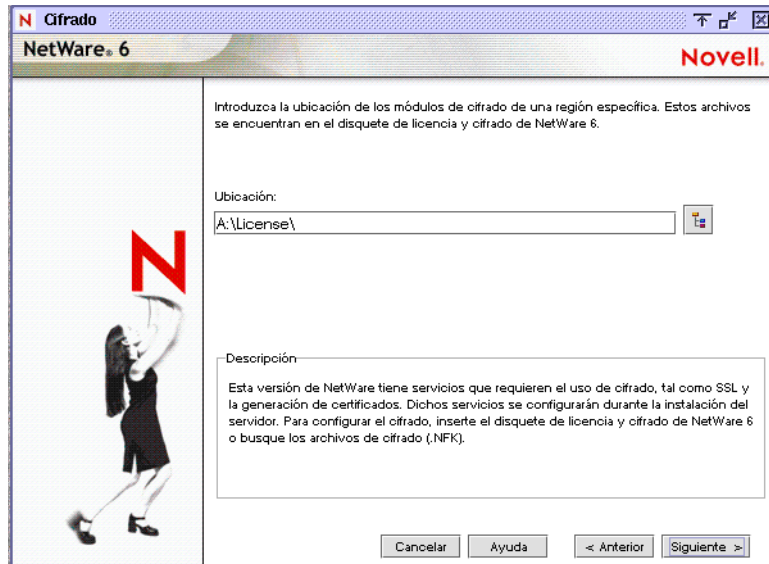 N Cifrado
NetWare® 6
Novell.
Introduzca la ubicación de los módulos de cifrado de una región específica. Estos archivos
se encuentran en el disquete de licencia y cifrado de NetWare 6.
Ubicación:
A:\License\
N
Descripción
Esta versión de NetWare tiene servicios que requieren el uso de cifrado, tal como SSL y
la generación de certificados. Dichos servicios se configurarán durante la instalación del
servidor. Para configurar el cifrado, inserte el disquete de licencia y cifrado de NetWare 6
o busque los archivos de cifrado (.NFK).
Cancelar Ayuda < Anterior Siguiente >